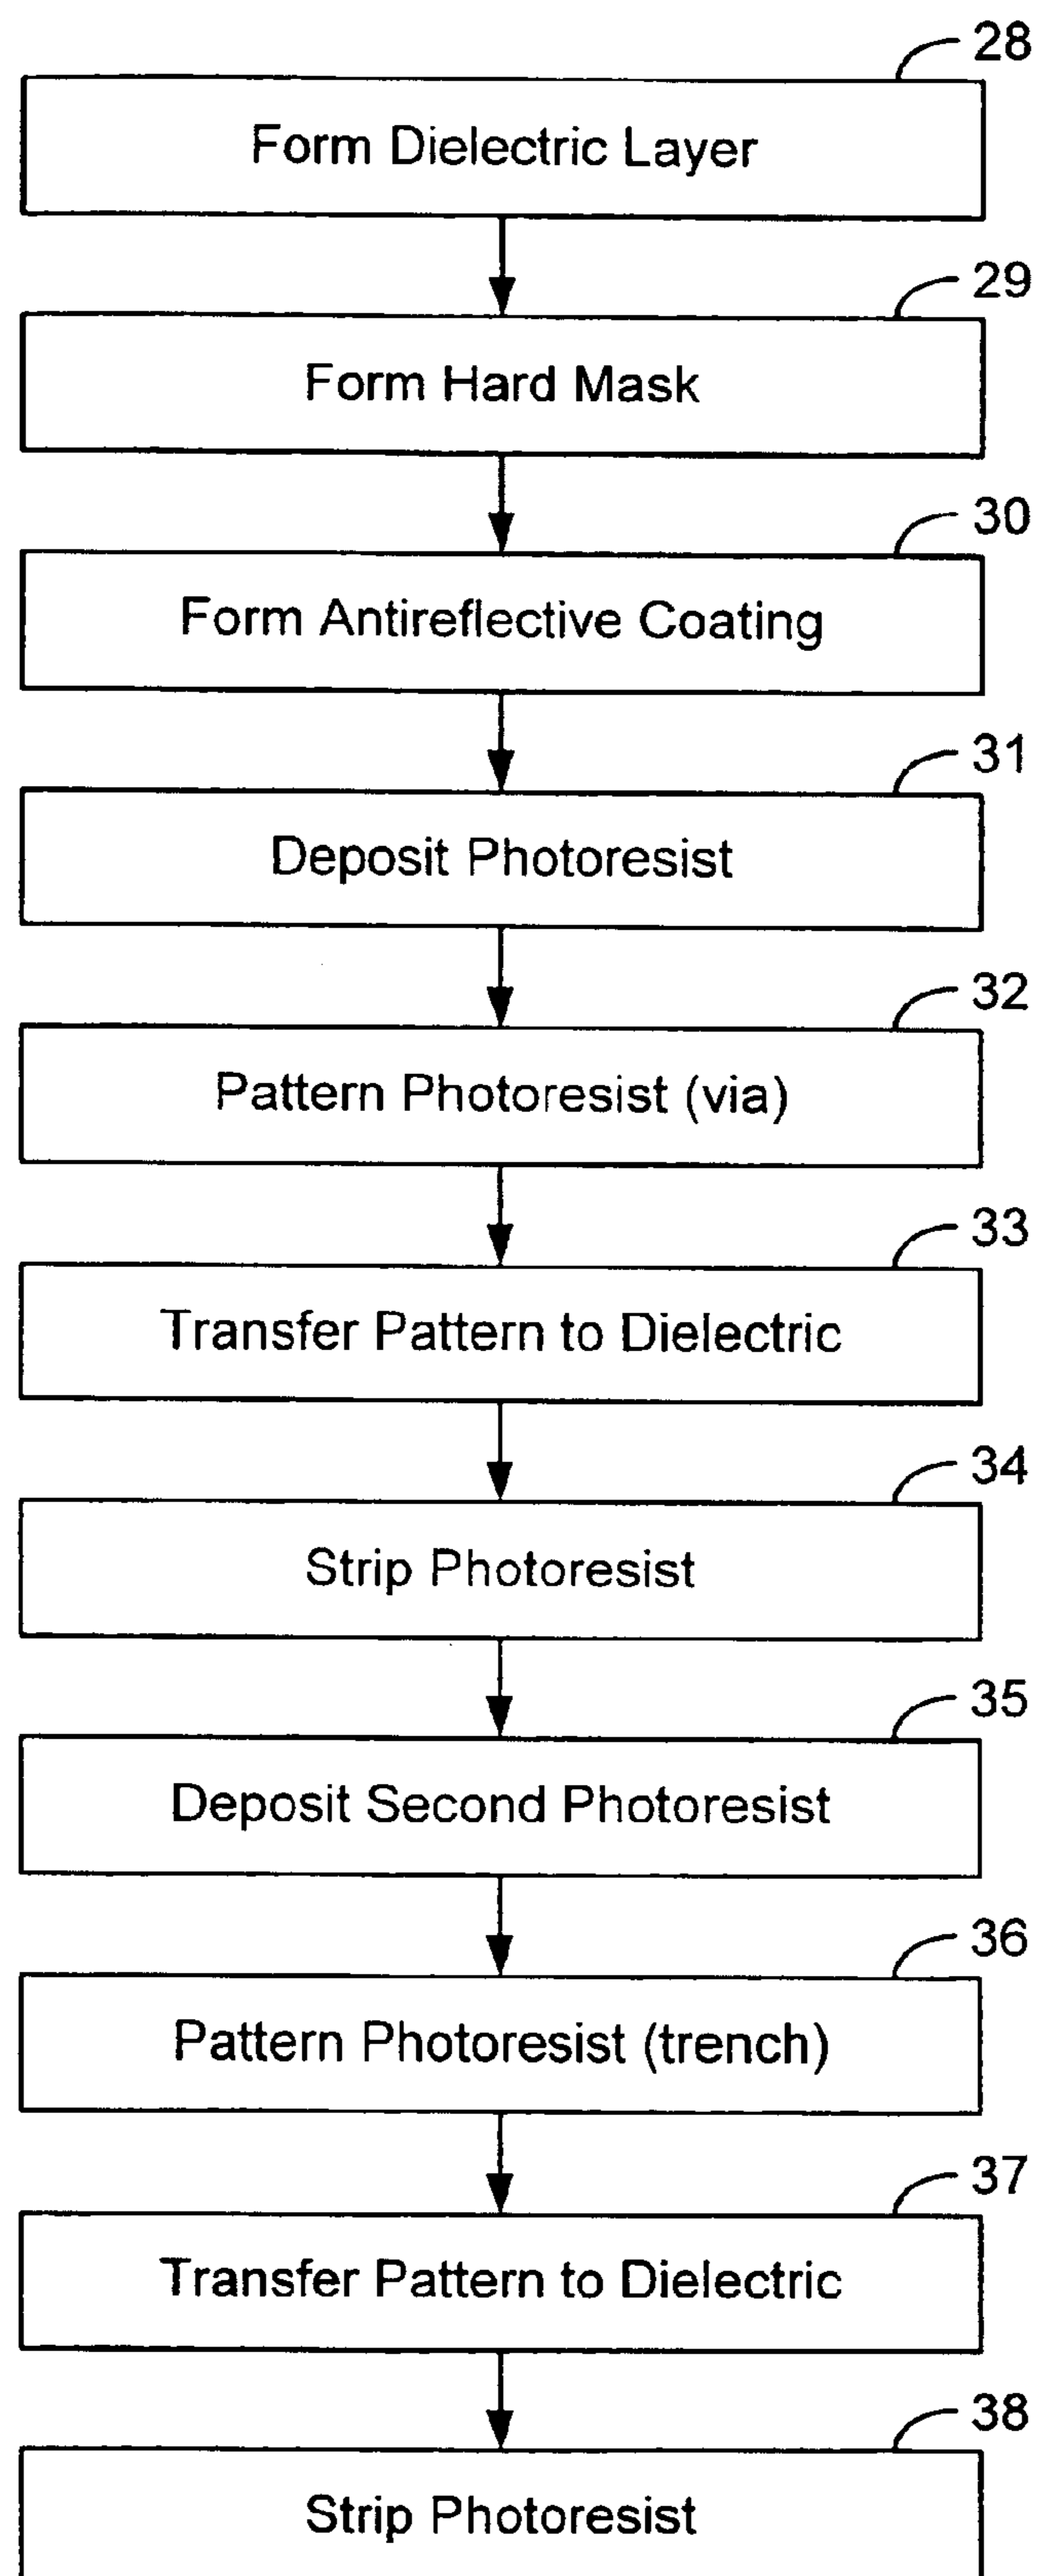 28
Form Dielectric Layer
29
Form Hard Mask
30
Form Antireflective Coating
31
Deposit Photoresist
32
Pattern Photoresist (via)
33
Transfer Pattern to Dielectric
34
Strip Photoresist
35
Deposit Second Photoresist
36
Pattern Photoresist (trench)
37
Transfer Pattern to Dielectric
38
Strip Photoresist